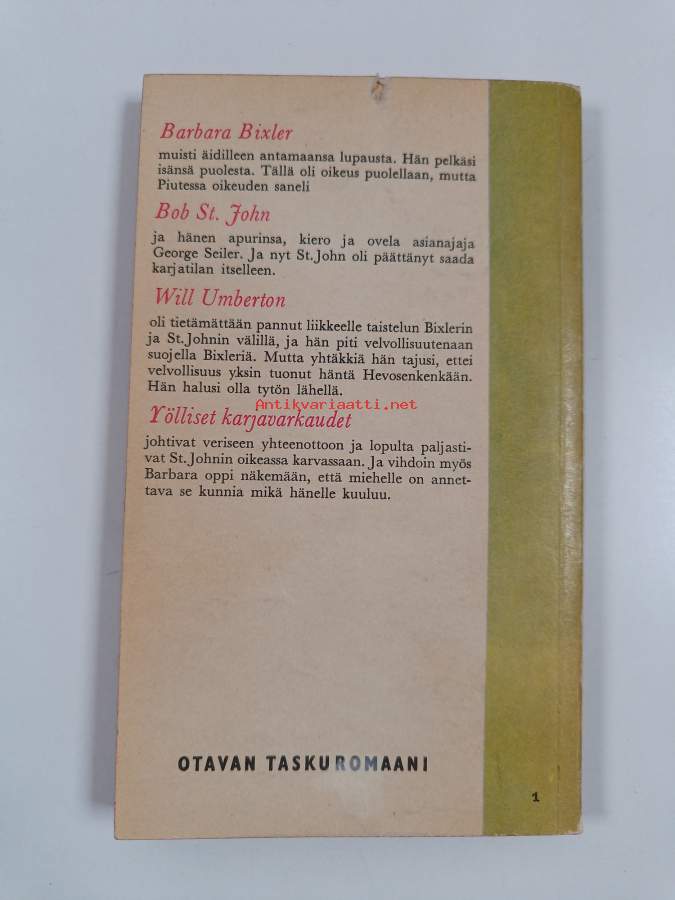 Barbara Bixler
muisti äidilleen antamaansa lupausta. Hän pelkäsi
isänsä puolesta. Tällä oli oikeus puolellaan, mutta
Piutessa oikeuden saneli
Bob St. John
ja hänen apurinsa, kiero ja ovela asianajaja
George Seiler. Ja nyt St.John oli päättänyt saada
karjatilan itselleen.
Will Umberton
oli tietämättään pannut liikkeelle taistelun Bixlerin
ja St.Johnin välillä, ja hän piti velvollisuutenaan
suojella Bixleriä. Mutta yhtäkkiä hän tajusi, ettei
velvollisuus yksin tuonut häntä Hevosenkenkään.
Hän halusi olla tytön lähellä.
Antikvariaatti.net
Yölliset karjavarkaudet
johtivat veriseen yhteenottoon ja lopulta paljasti-
vat St.Johnin oikeassa karvassaan. Ja vihdoin myös
Barbara oppi näkemään, että miehelle on annet-
tava se kunnia mikä hänelle kuuluu.
OTAVAN TASKUROMAANI
1